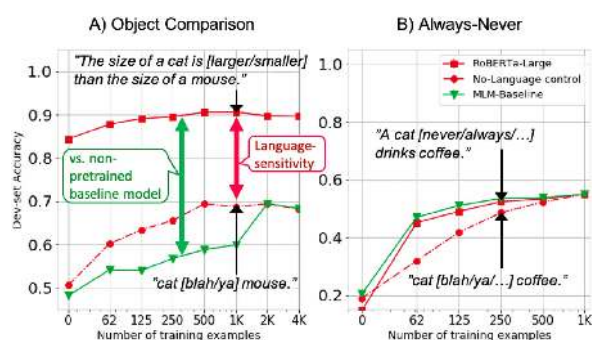 A) Object Comparison
B) Always-Never
"The size of a cat is [larger/smaller]
than the size of a mouse."
vs. non-
pretrained
baseline model
Language-
sensitivity
"cat [blah/ya] mouse."
Dev-set Accuracy
1.0
0.9
0.8
0.7
0.6
0.5
0 62 125 250 500 1K 2K 4K
Number of training examples
RoBERTa-Large
No-Language control
MLM-Baseline
"A cat [never/always/...]
drinks coffee."
"cat [blah/ya/...] coffee."
1.0
0.8
0.6
0.4
0.2
0 62 125 250 500 1K
Number of training examples